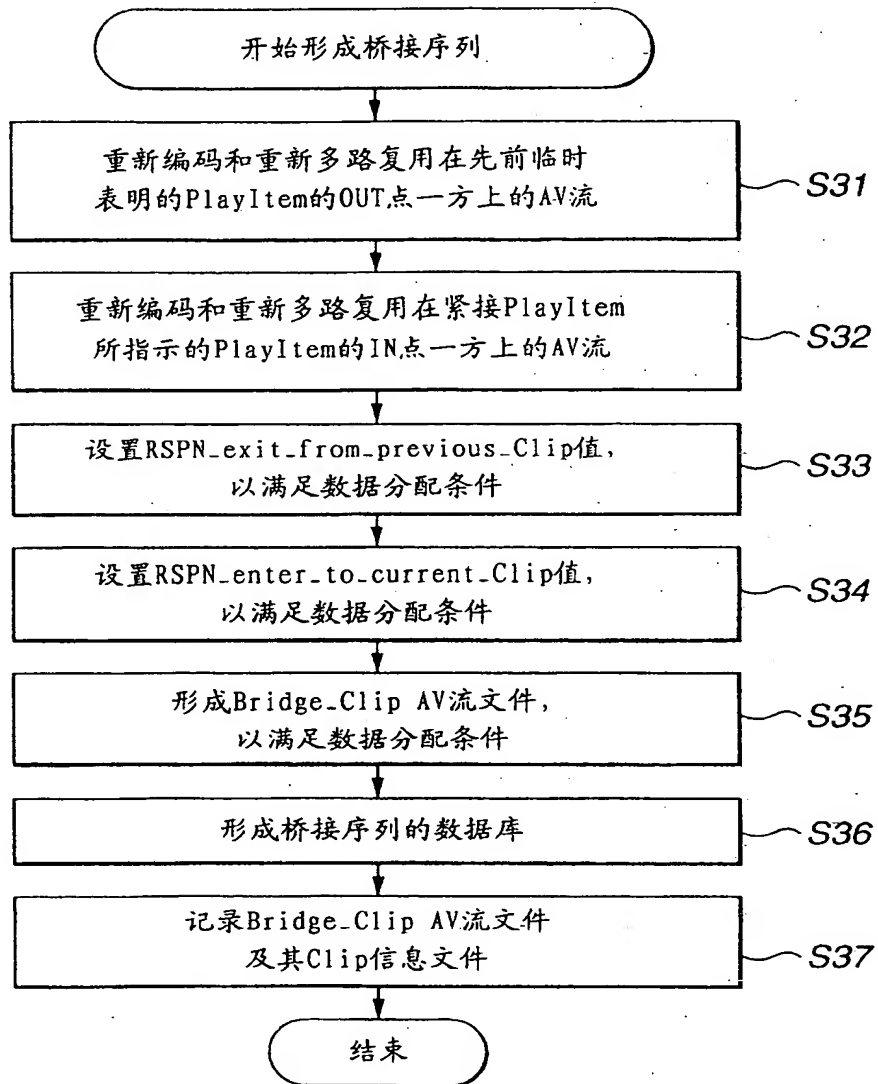 开始形成桥接序列
重新编码和重新多路复用在先前临时
表明的PlayItem的OUT点一方上的AV流
S31
重新编码和重新多路复用在紧接PlayItem
所指示的PlayItem的IN点一方上的AV流
S32
设置RSPN_exit_from_previous_Clip值,
以满足数据分配条件
S33
设置RSPN_enter_to_current_Clip值,
以满足数据分配条件
S34
形成Bridge_Clip AV流文件,
以满足数据分配条件
S35
形成桥接序列的数据库
S36
记录Bridge_Clip AV流文件
及其Clip信息文件
S37
结束